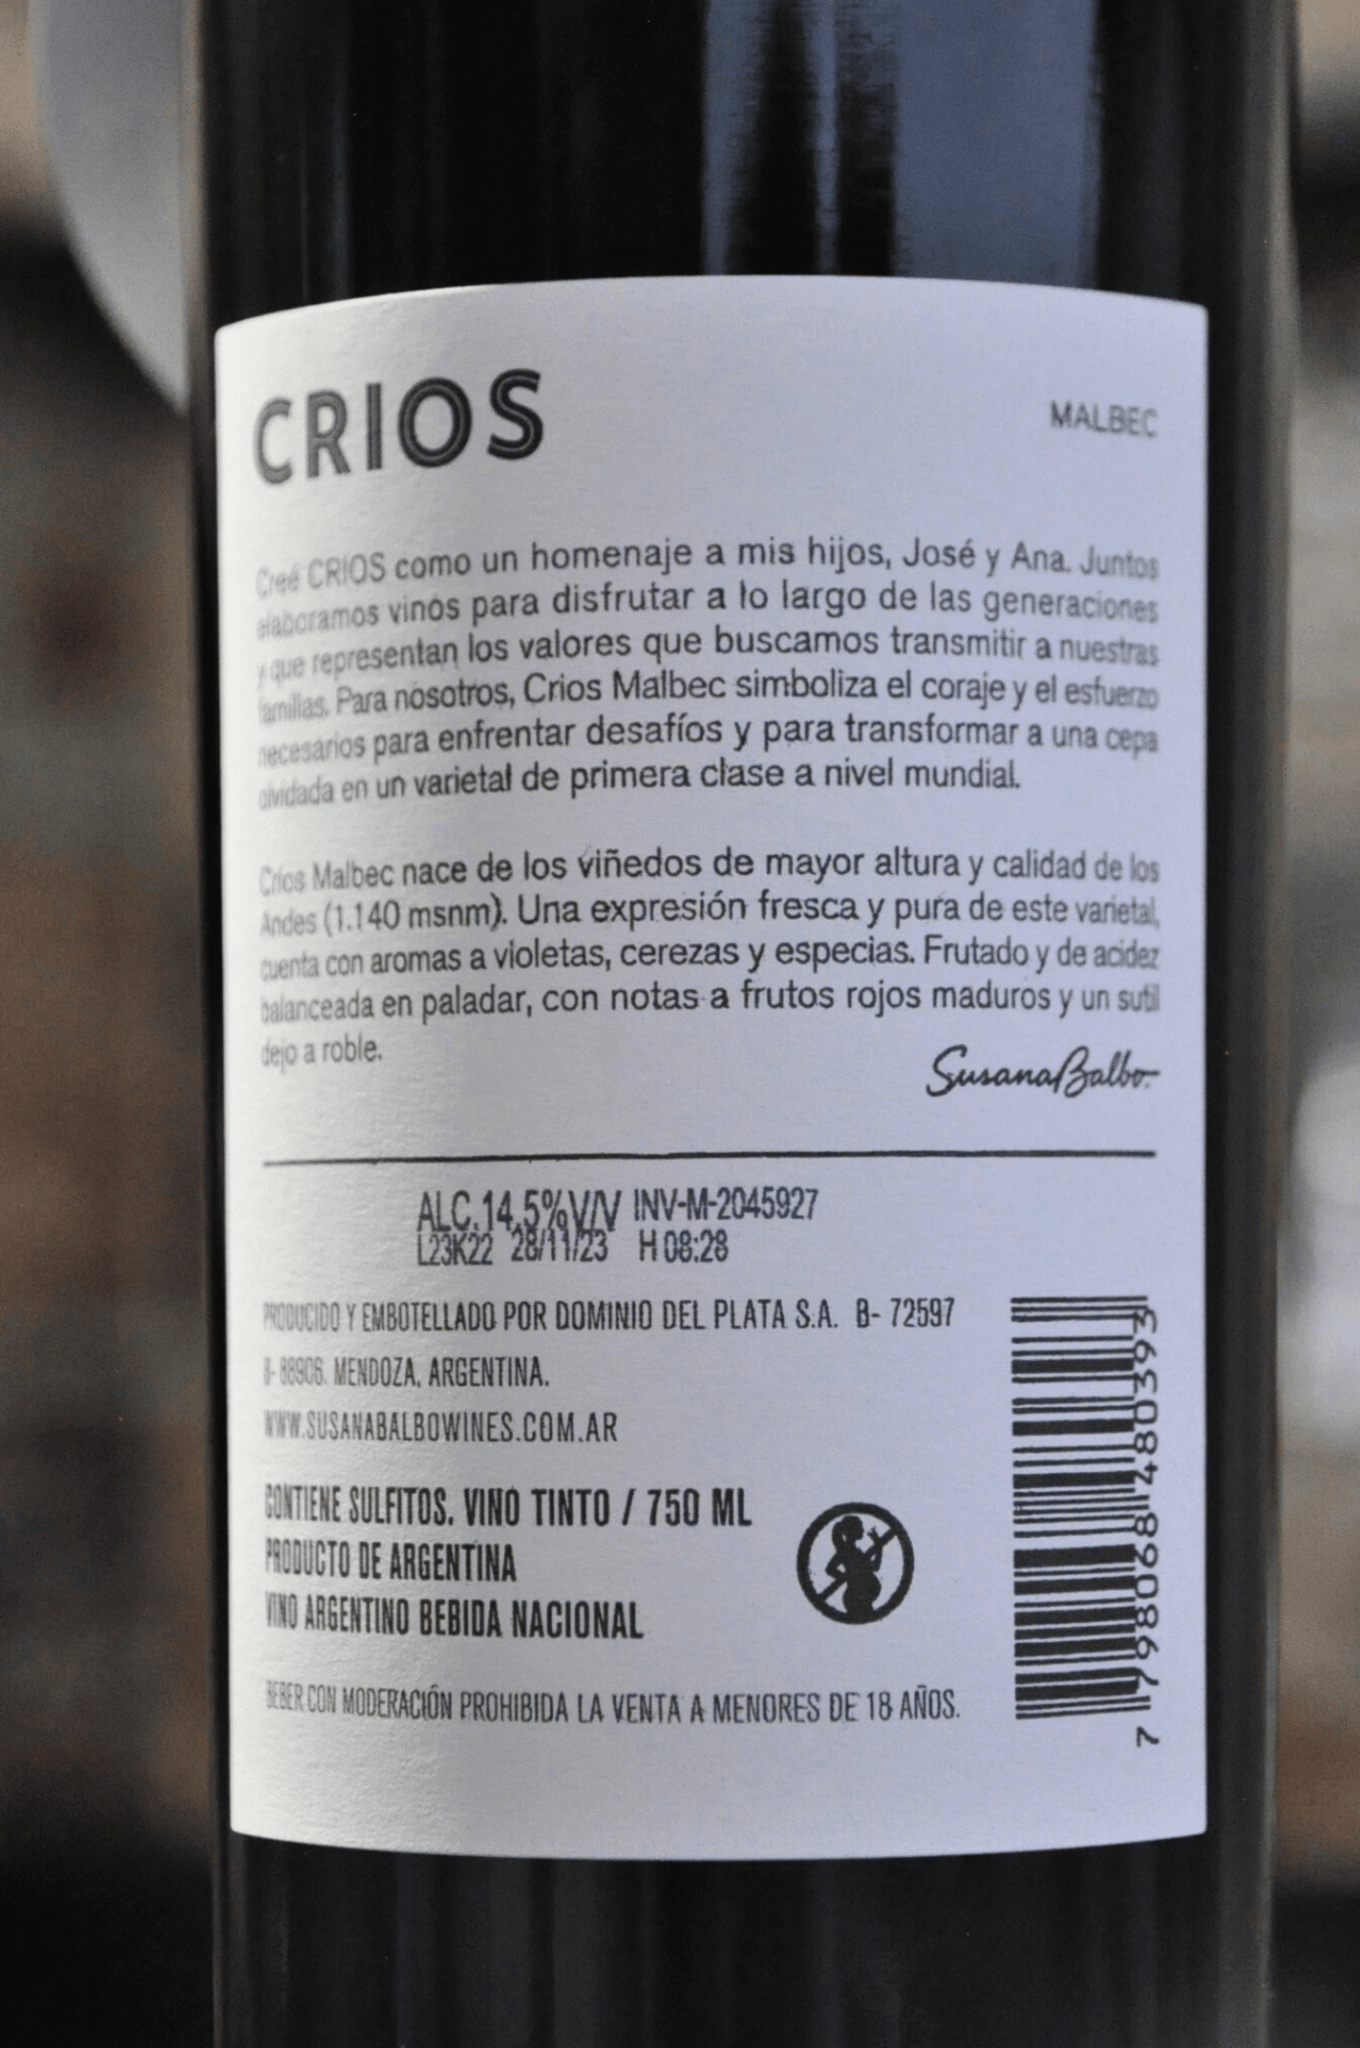 CRIOS
MALBEC
Creé CRIOS como un homenaje a mis hijos, José y Ana. Juntos
elaboramos vinos para disfrutar a lo largo de las generaciones
y que representan los valores que buscamos transmitir a nuestras
familias. Para nosotros, Crios Malbec simboliza el coraje y el esfuerzo
necesarios para enfrentar desafíos y para transformar a una cepa
olvidada en un varietal de primera clase a nivel mundial.
Crios Malbec nace de los viñedos de mayor altura y calidad de los
Andes (1.140 msnm). Una expresión fresca y pura de este varietal,
cuenta con aromas a violetas, cerezas y especias. Frutado y de acidez
balanceada en paladar, con notas a frutos rojos maduros y un sutil
dejo a roble.
Susana Balbo
ALC.14,5%V/V INV-M-2045927
L23K22 28/11/23 H 08:28
PRODUCIDO Y EMBOTELLADO POR DOMINIO DEL PLATA S.A. B- 72597
B- 88906. MENDOZA, ARGENTINA.
WWW.SUSANABALBOWINES.COM.AR
CONTIENE SULFITOS. VINO TINTO / 750 ML
PRODUCTO DE ARGENTINA
VINO ARGENTINO BEBIDA NACIONAL
BEBER CON MODERACIÓN PROHIBIDA LA VENTA A MENORES DE 18 AÑOS.
7 798068 480393